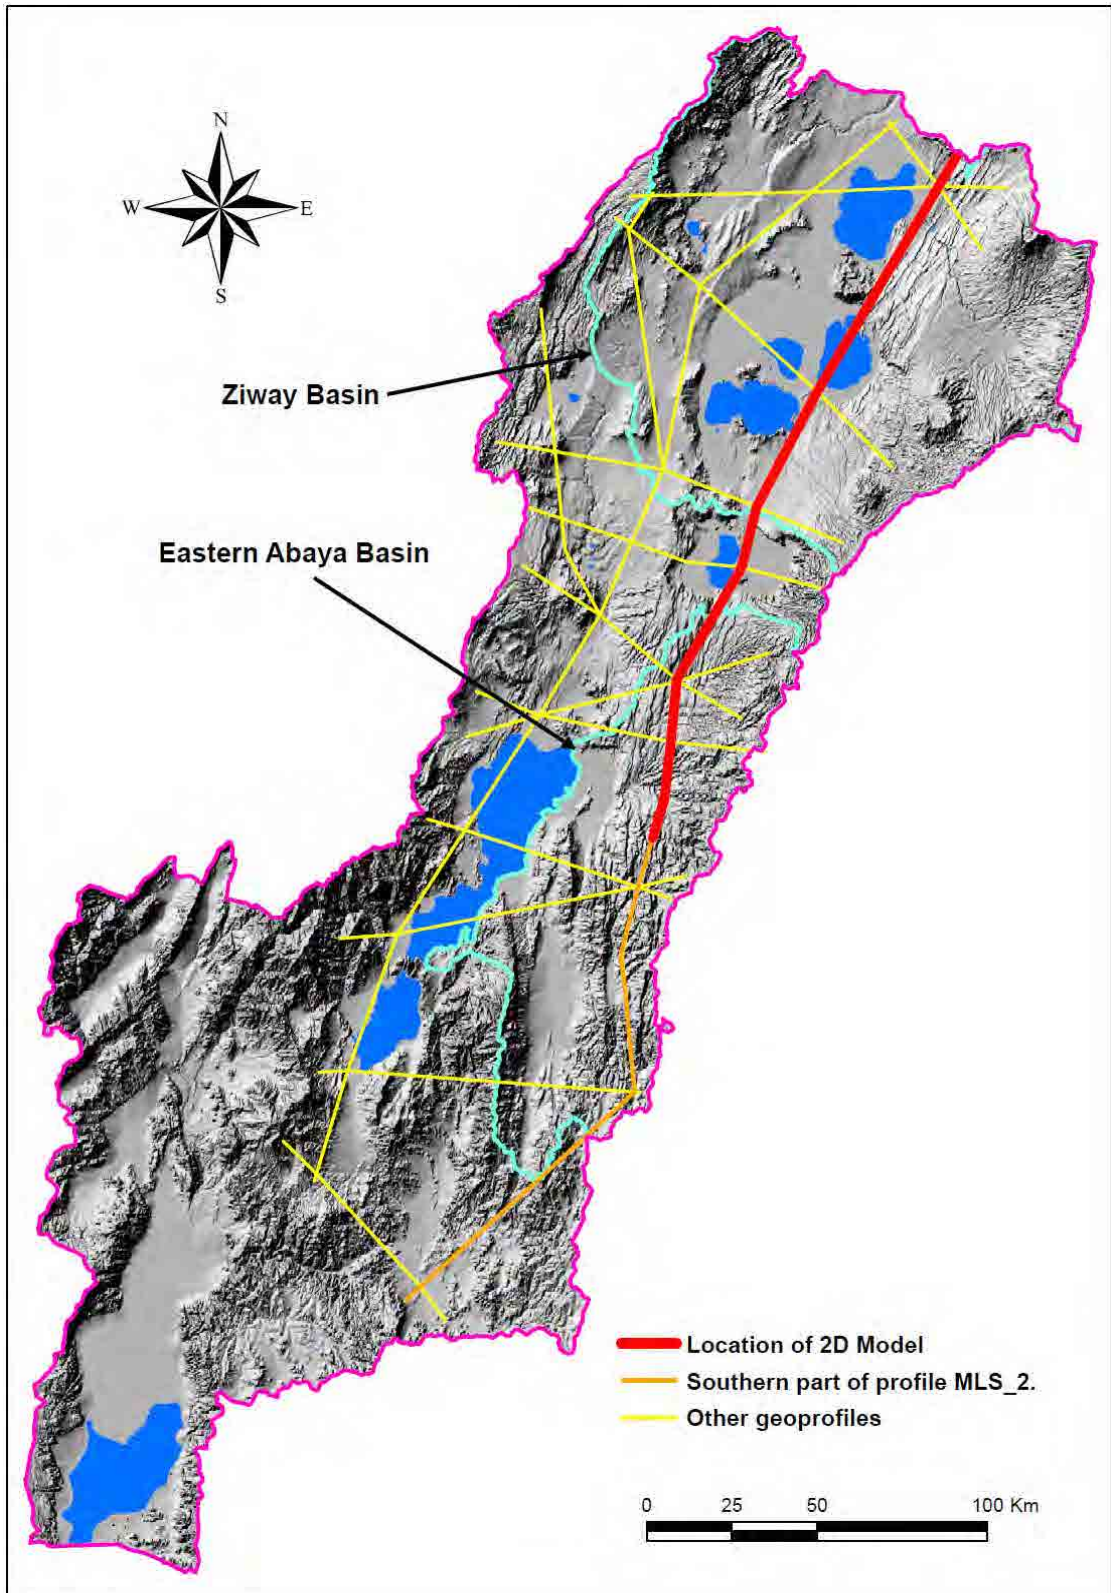 N
W E
S
Ziway Basin
Eastern Abaya Basin
Location of 2D Model
Southern part of profile MLS_2.
Other geoprofiles
0 25 50 100 Km